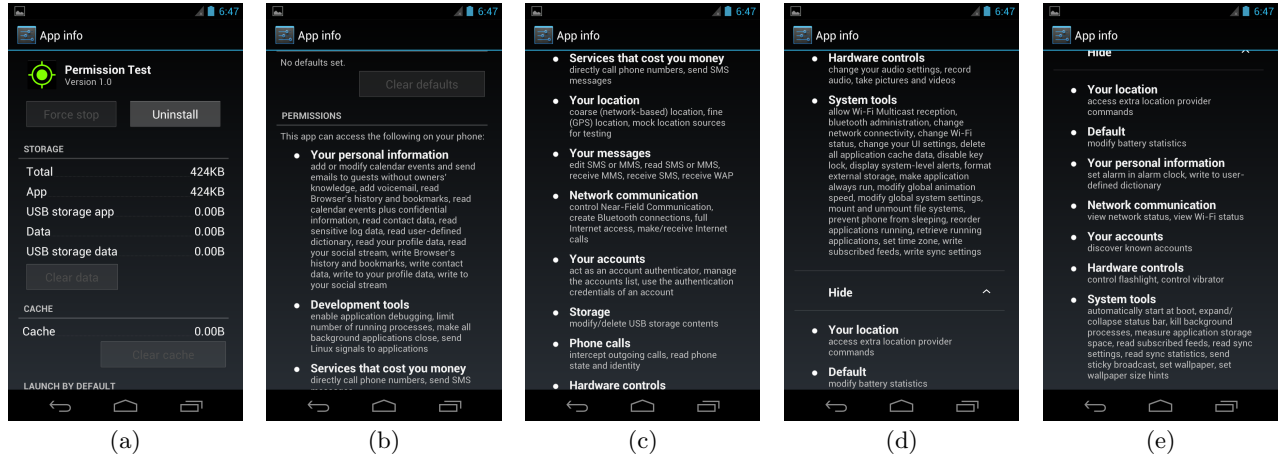 6:47
App info
Permission Test
Version 1.0
Force stop
Uninstall
STORAGE
Total 424KB
App 424KB
USB storage app 0.00B
Data 0.00B
USB storage data 0.00B
Clear data
CACHE
Cache 0.00B
Clear cache
LAUNCH BY DEFAULT
(a)
6:47
App info
No defaults set.
Clear defaults
PERMISSIONS
This app can access the following on your phone:
• Your personal information
add or modify calendar events and send
emails to guests without owners'
knowledge, add voicemail, read
Browser's history and bookmarks, read
calendar events plus confidential
information, read contact data, read
sensitive log data, read user-defined
dictionary, read your profile data, read
your social stream, write Browser's
history and bookmarks, write contact
data, write to your profile data, write to
your social stream
• Development tools
enable application debugging, limit
number of running processes, make all
background applications close, send
Linux signals to applications
• Services that cost you money
directly call phone numbers, send SMS
(b)
6:47
App info
• Services that cost you money
directly call phone numbers, send SMS
messages
• Your location
coarse (network-based) location, fine
(GPS) location, mock location sources
for testing
• Your messages
edit SMS or MMS, read SMS or MMS,
receive MMS, receive SMS, receive WAP
• Network communication
control Near-Field Communication,
create Bluetooth connections, full
Internet access, make/receive Internet
calls
• Your accounts
act as an account authenticator, manage
the accounts list, use the authentication
credentials of an account
• Storage
modify/delete USB storage contents
• Phone calls
intercept outgoing calls, read phone
state and identity
• Hardware controls
(c)
6:47
App info
• Hardware controls
change your audio settings, record
audio, take pictures and videos
• System tools
allow Wi-Fi Multicast reception,
bluetooth administration, change
network connectivity, change Wi-Fi
status, change your UI settings, delete
all application cache data, disable key
lock, display system-level alerts, format
external storage, make application
always run, modify global animation
speed, modify global system settings,
mount and unmount file systems,
prevent phone from sleeping, reorder
applications running, retrieve running
applications, set time zone, write
subscribed feeds, write sync settings
Hide
• Your location
access extra location provider
commands
• Default
modify battery statistics
(d)
6:47
App info
Hide
• Your location
access extra location provider
commands
• Default
modify battery statistics
• Your personal information
set alarm in alarm clock, write to user-
defined dictionary
• Network communication
view network status, view Wi-Fi status
• Your accounts
discover known accounts
• Hardware controls
control flashlight, control vibrator
• System tools
automatically start at boot, expand/
collapse status bar, kill background
processes, measure application storage
space, read subscribed feeds, read sync
settings, read sync statistics, send
sticky broadcast, set wallpaper, set
wallpaper size hints
(e)